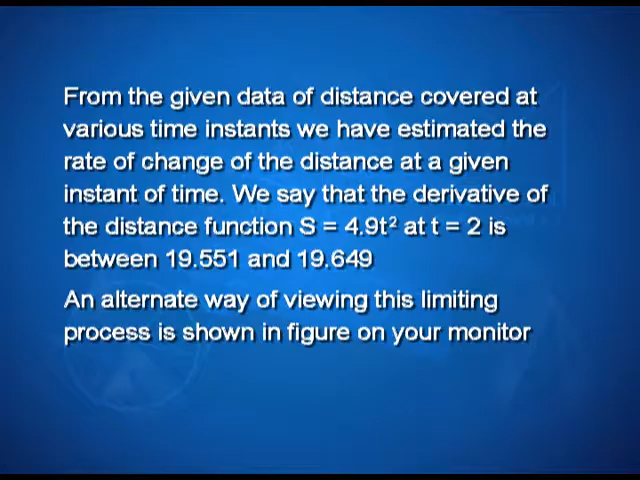 From the given data of distance covered at
various time instants we have estimated the
rate of change of the distance at a given
instant of time. We say that the derivative of
the distance function S = 4.9t² at t = 2 is
between 19.551 and 19.649
An alternate way of viewing this limiting
process is shown in figure on your monitor